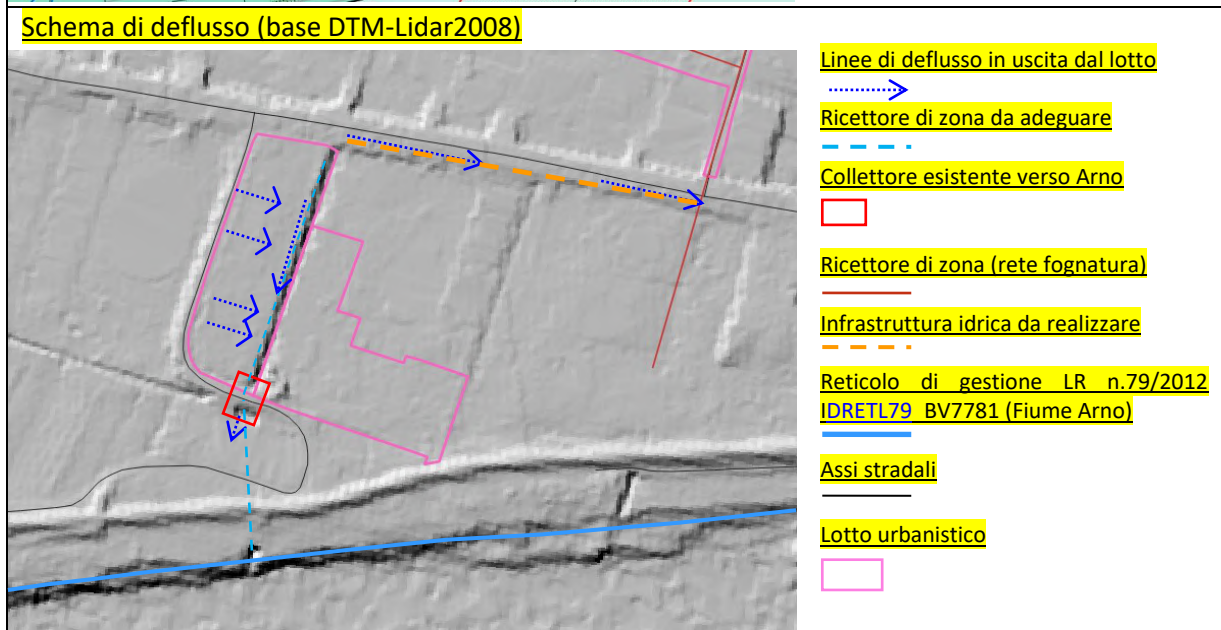 Schema di deflusso (base DTM-Lidar2008)
Linee di deflusso in uscita dal lotto
Ricettore di zona da adeguare
Collettore esistente verso Arno
Ricettore di zona (rete fognatura)
Infrastruttura idrica da realizzare
Reticolo di gestione LR n.79/2012
IDRETL79 BV7781 (Fiume Arno)
Assi stradali
Lotto urbanistico